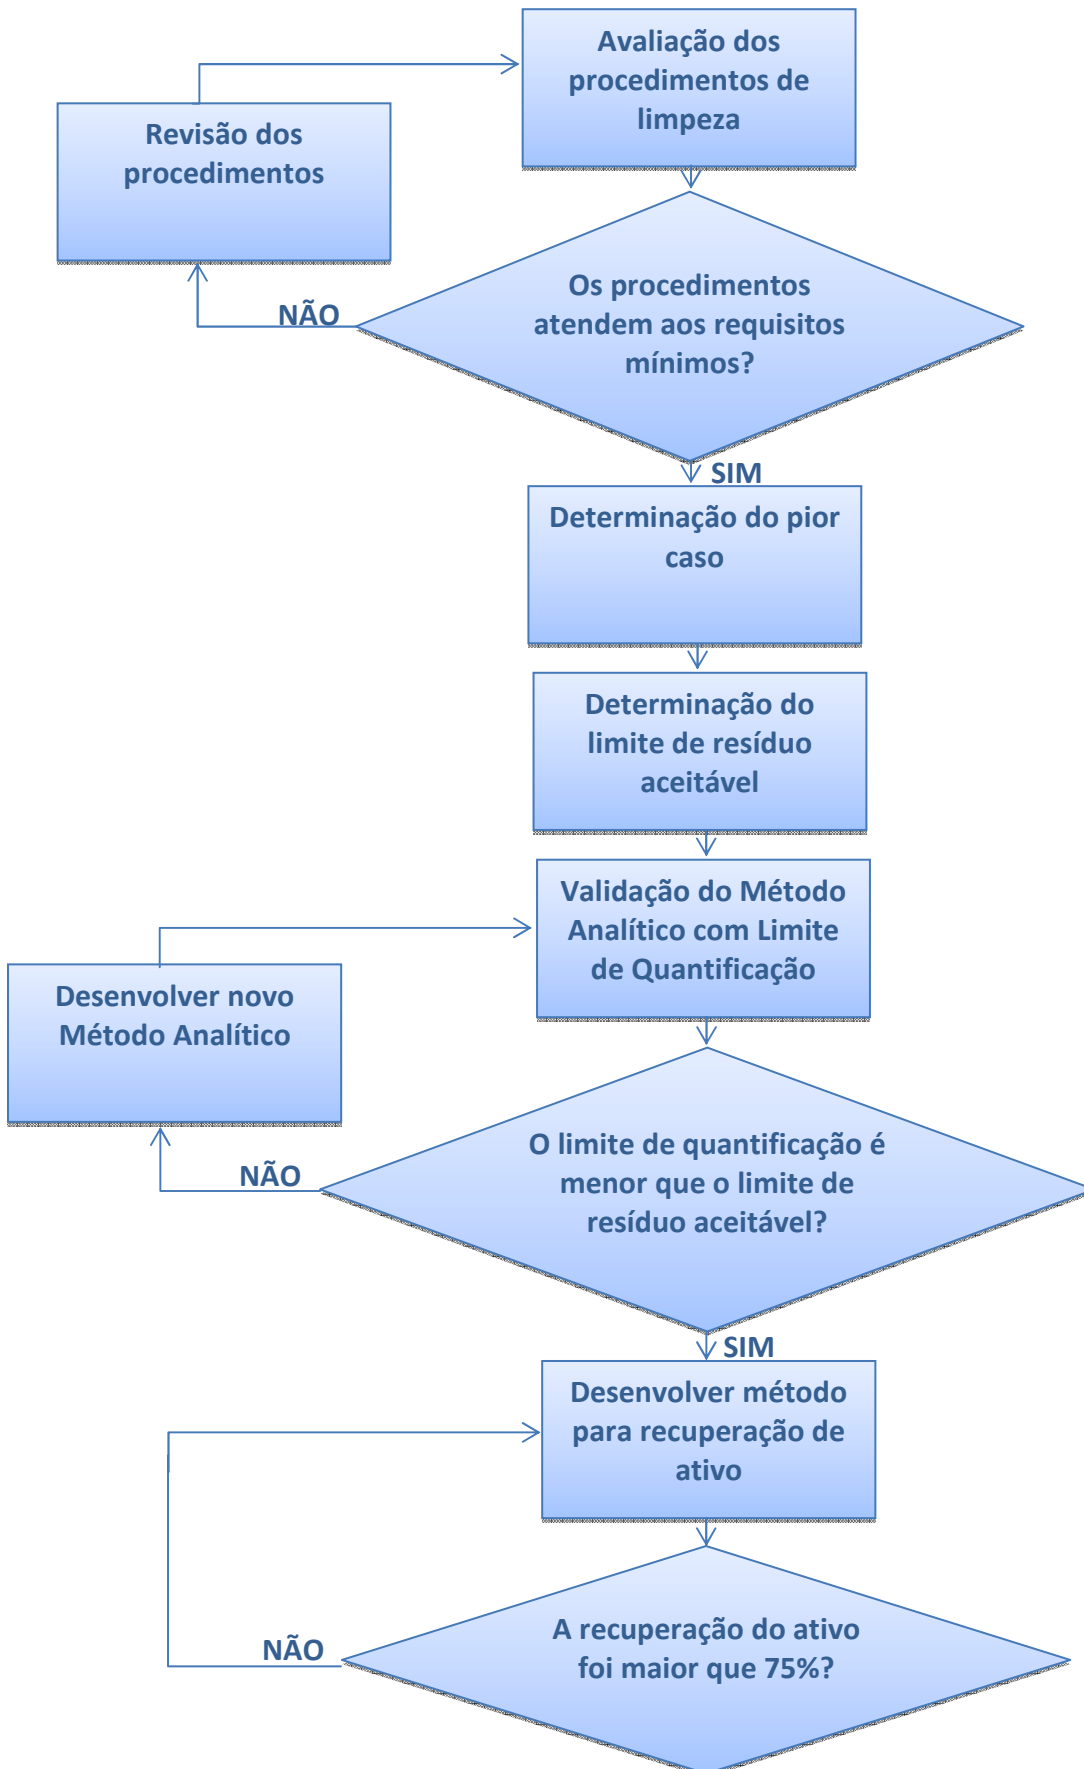 Avaliação dos
procedimentos de
limpeza
Revisão dos
procedimentos
Os procedimentos
atendem aos requisitos
mínimos?
NÃO
SIM
Determinação do pior
caso
Determinação do
limite de resíduo
aceitável
Validação do Método
Analítico com Limite
de Quantificação
Desenvolver novo
Método Analítico
O limite de quantificação é
menor que o limite de
resíduo aceitável?
NÃO
SIM
Desenvolver método
para recuperação de
ativo
A recuperação do ativo
foi maior que 75%?
NÃO